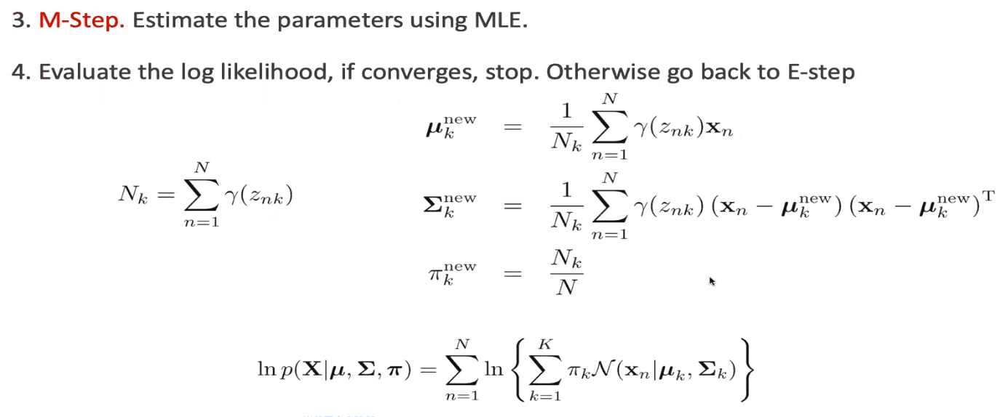 3. M-Step. Estimate the parameters using MLE.
4. Evaluate the log likelihood, if converges, stop. Otherwise go back to E-step
$\boldsymbol{\mu}_k^{\text{new}} = \frac{1}{N_k} \sum_{n=1}^{N} \gamma(z_{nk}) \mathbf{x}_n$
$N_k = \sum_{n=1}^{N} \gamma(z_{nk})$
$\boldsymbol{\Sigma}_k^{\text{new}} = \frac{1}{N_k} \sum_{n=1}^{N} \gamma(z_{nk}) (\mathbf{x}_n - \boldsymbol{\mu}_k^{\text{new}}) (\mathbf{x}_n - \boldsymbol{\mu}_k^{\text{new}})^{\mathrm{T}}$
$\pi_k^{\text{new}} = \frac{N_k}{N}$
$\ln p(\mathbf{X}|\boldsymbol{\mu}, \boldsymbol{\Sigma}, \boldsymbol{\pi}) = \sum_{n=1}^{N} \ln \left\{ \sum_{k=1}^{K} \pi_k \mathcal{N}(\mathbf{x}_n|\boldsymbol{\mu}_k, \boldsymbol{\Sigma}_k) \right\}$